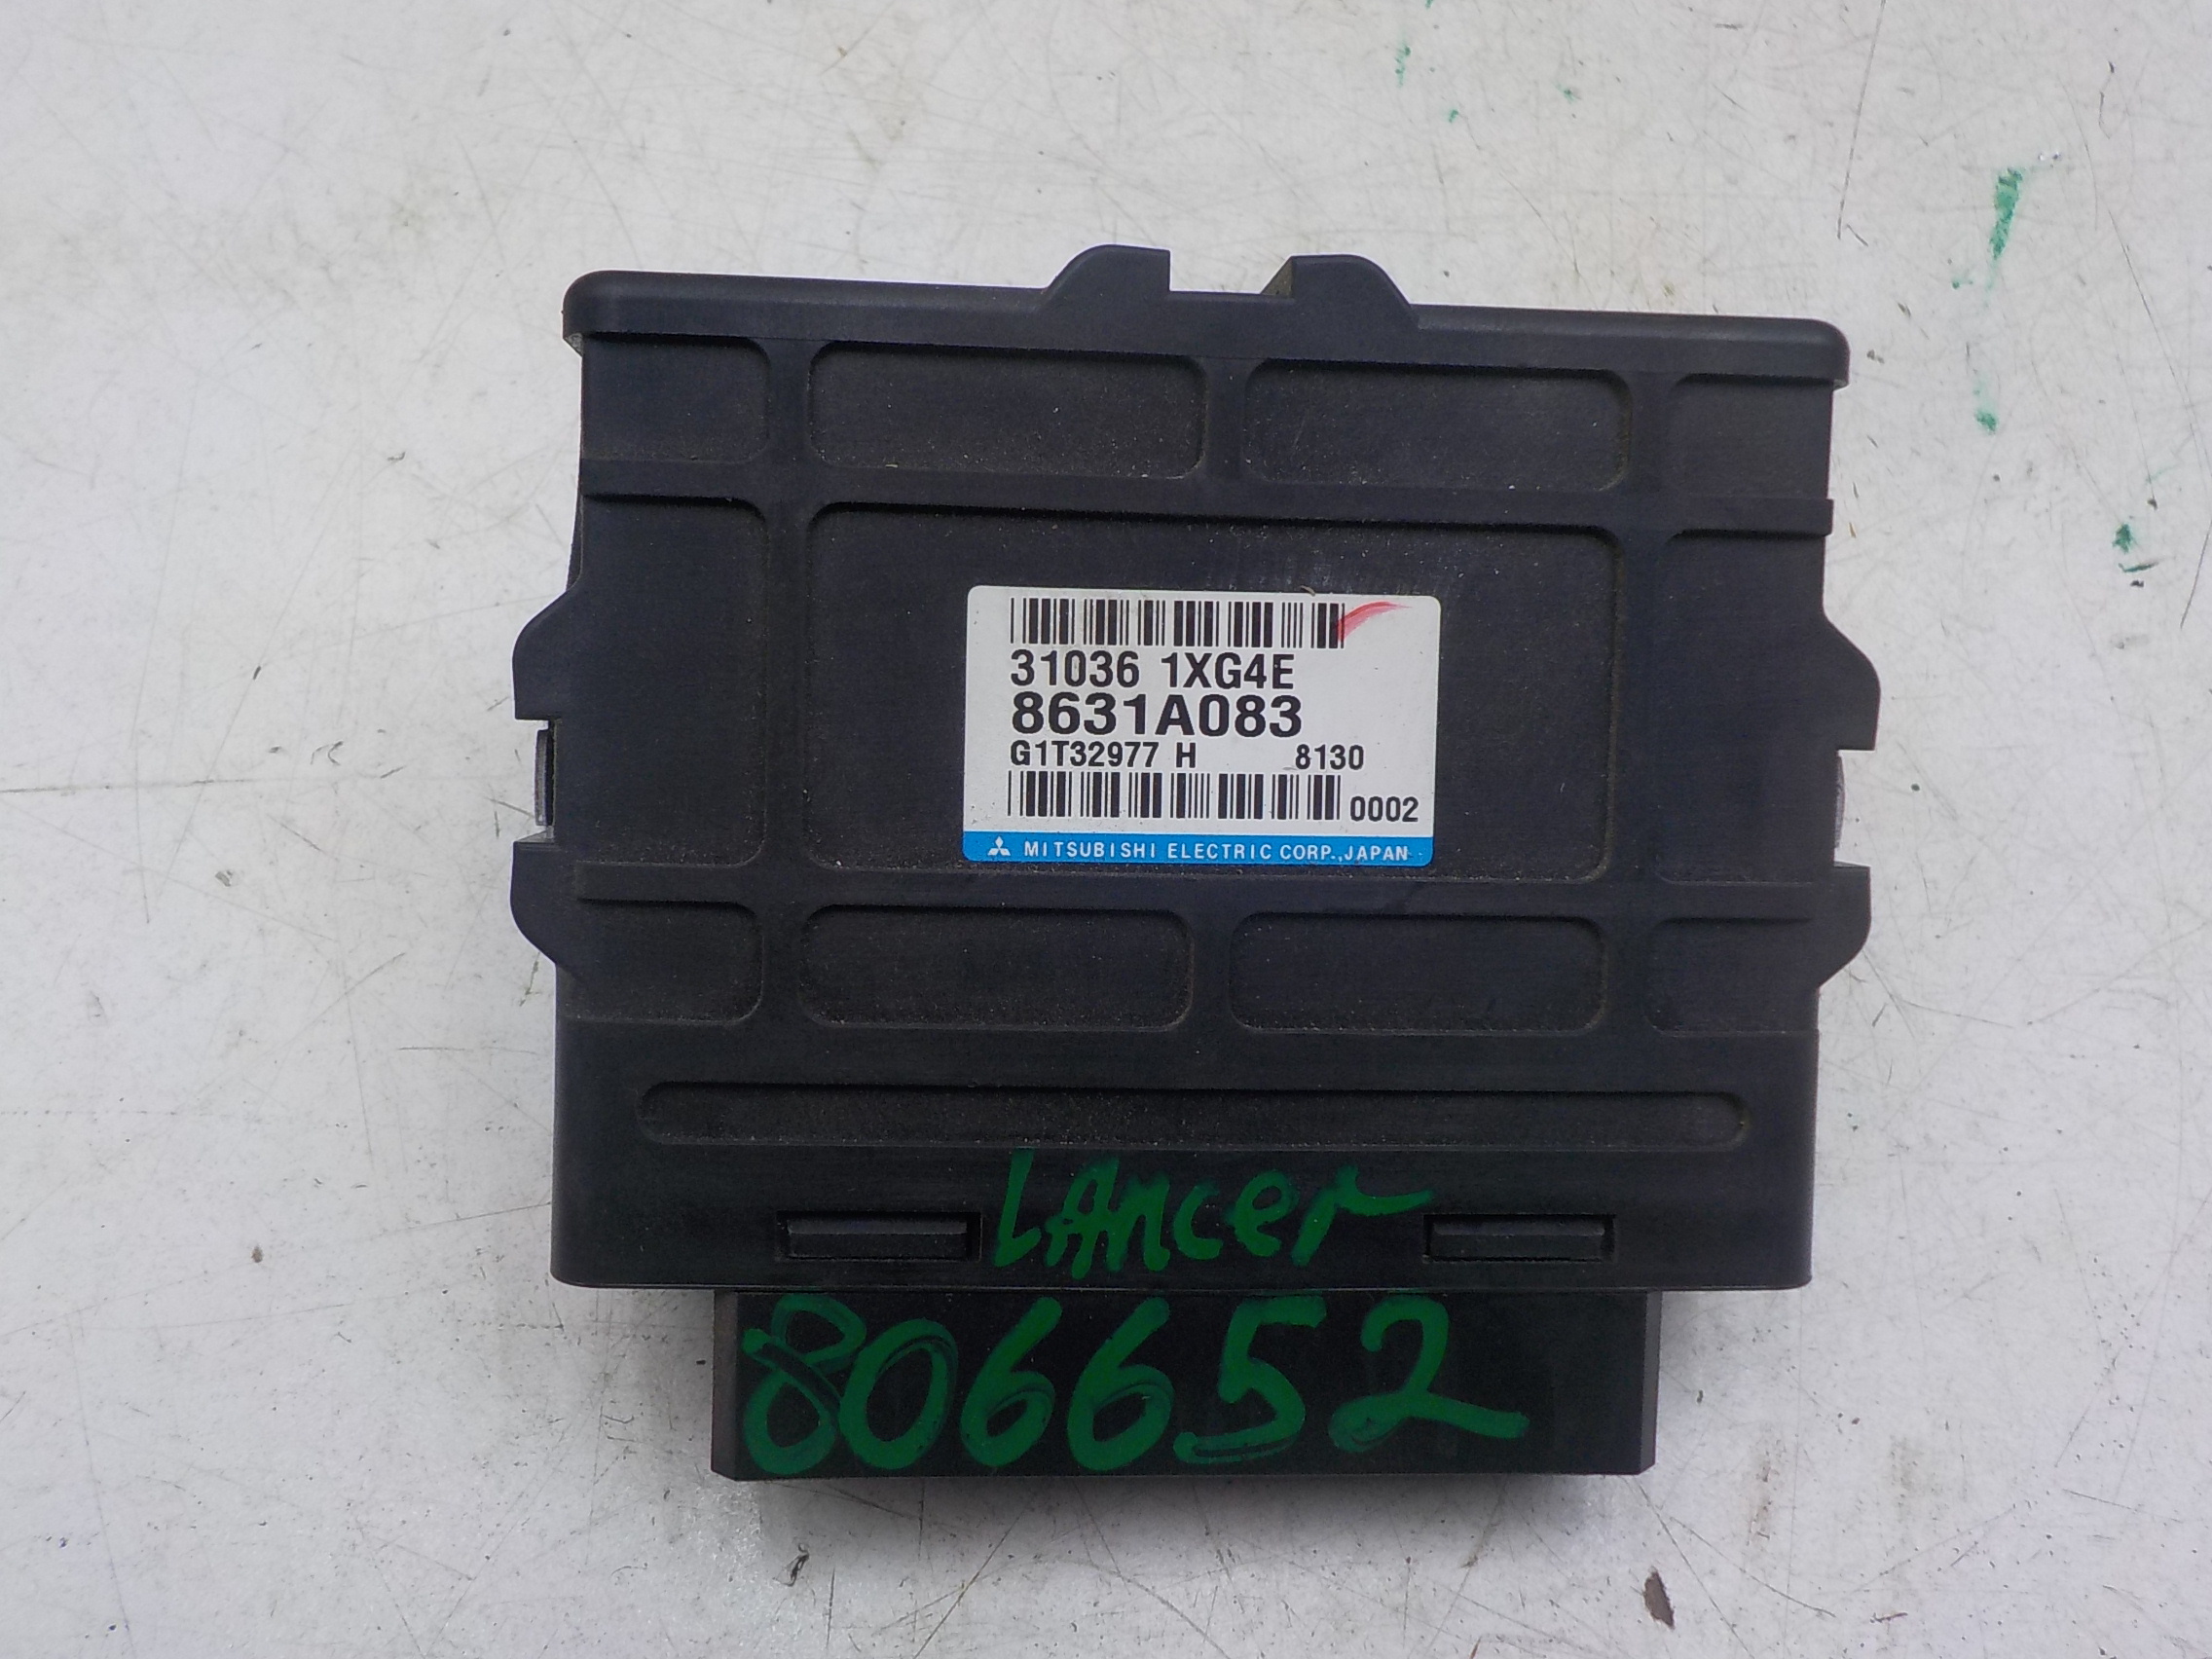 31036 1XG4E
8631A083
G1T32977 H 8130
0002
MITSUBISHI ELECTRIC CORP.,JAPAN
LAncer
806652